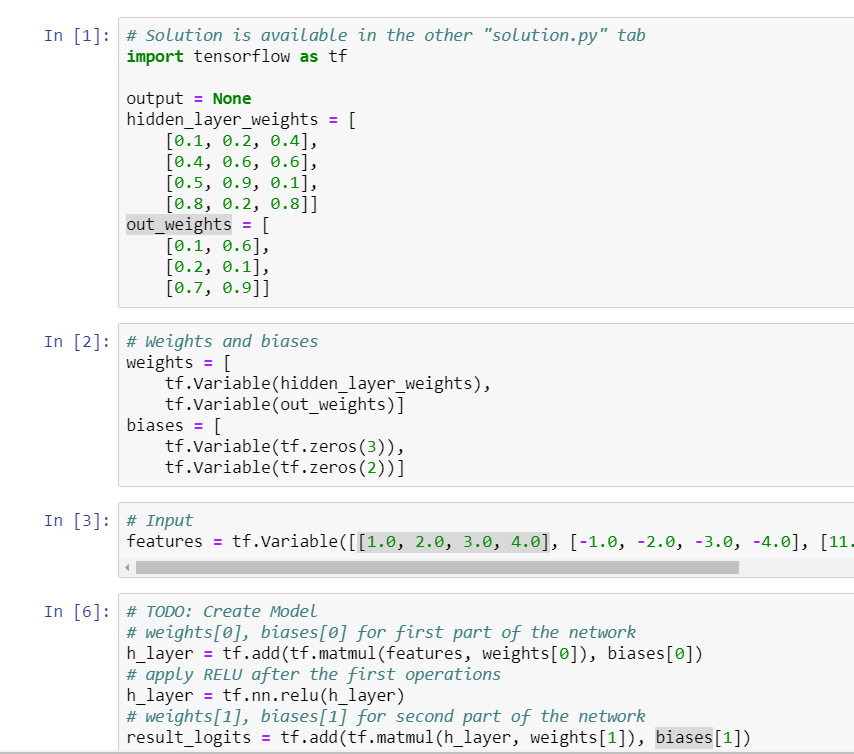 In [1]: # Solution is available in the other "solution.py" tab
import tensorflow as tf
output = None
hidden_layer_weights = [
[0.1, 0.2, 0.4],
[0.4, 0.6, 0.6],
[0.5, 0.9, 0.1],
[0.8, 0.2, 0.8]]
out_weights = [
[0.1, 0.6],
[0.2, 0.1],
[0.7, 0.9]]
In [2]: # Weights and biases
weights = [
tf.Variable(hidden_layer_weights),
tf.Variable(out_weights)]
biases = [
tf.Variable(tf.zeros(3)),
tf.Variable(tf.zeros(2))]
In [3]: # Input
features = tf.Variable([[1.0, 2.0, 3.0, 4.0], [-1.0, -2.0, -3.0, -4.0], [11.
In [6]: # TODO: Create Model
# weights[0], biases[0] for first part of the network
h_layer = tf.add(tf.matmul(features, weights[0]), biases[0])
# apply RELU after the first operations
h_layer = tf.nn.relu(h_layer)
# weights[1], biases[1] for second part of the network
result_logits = tf.add(tf.matmul(h_layer, weights[1]), biases[1])